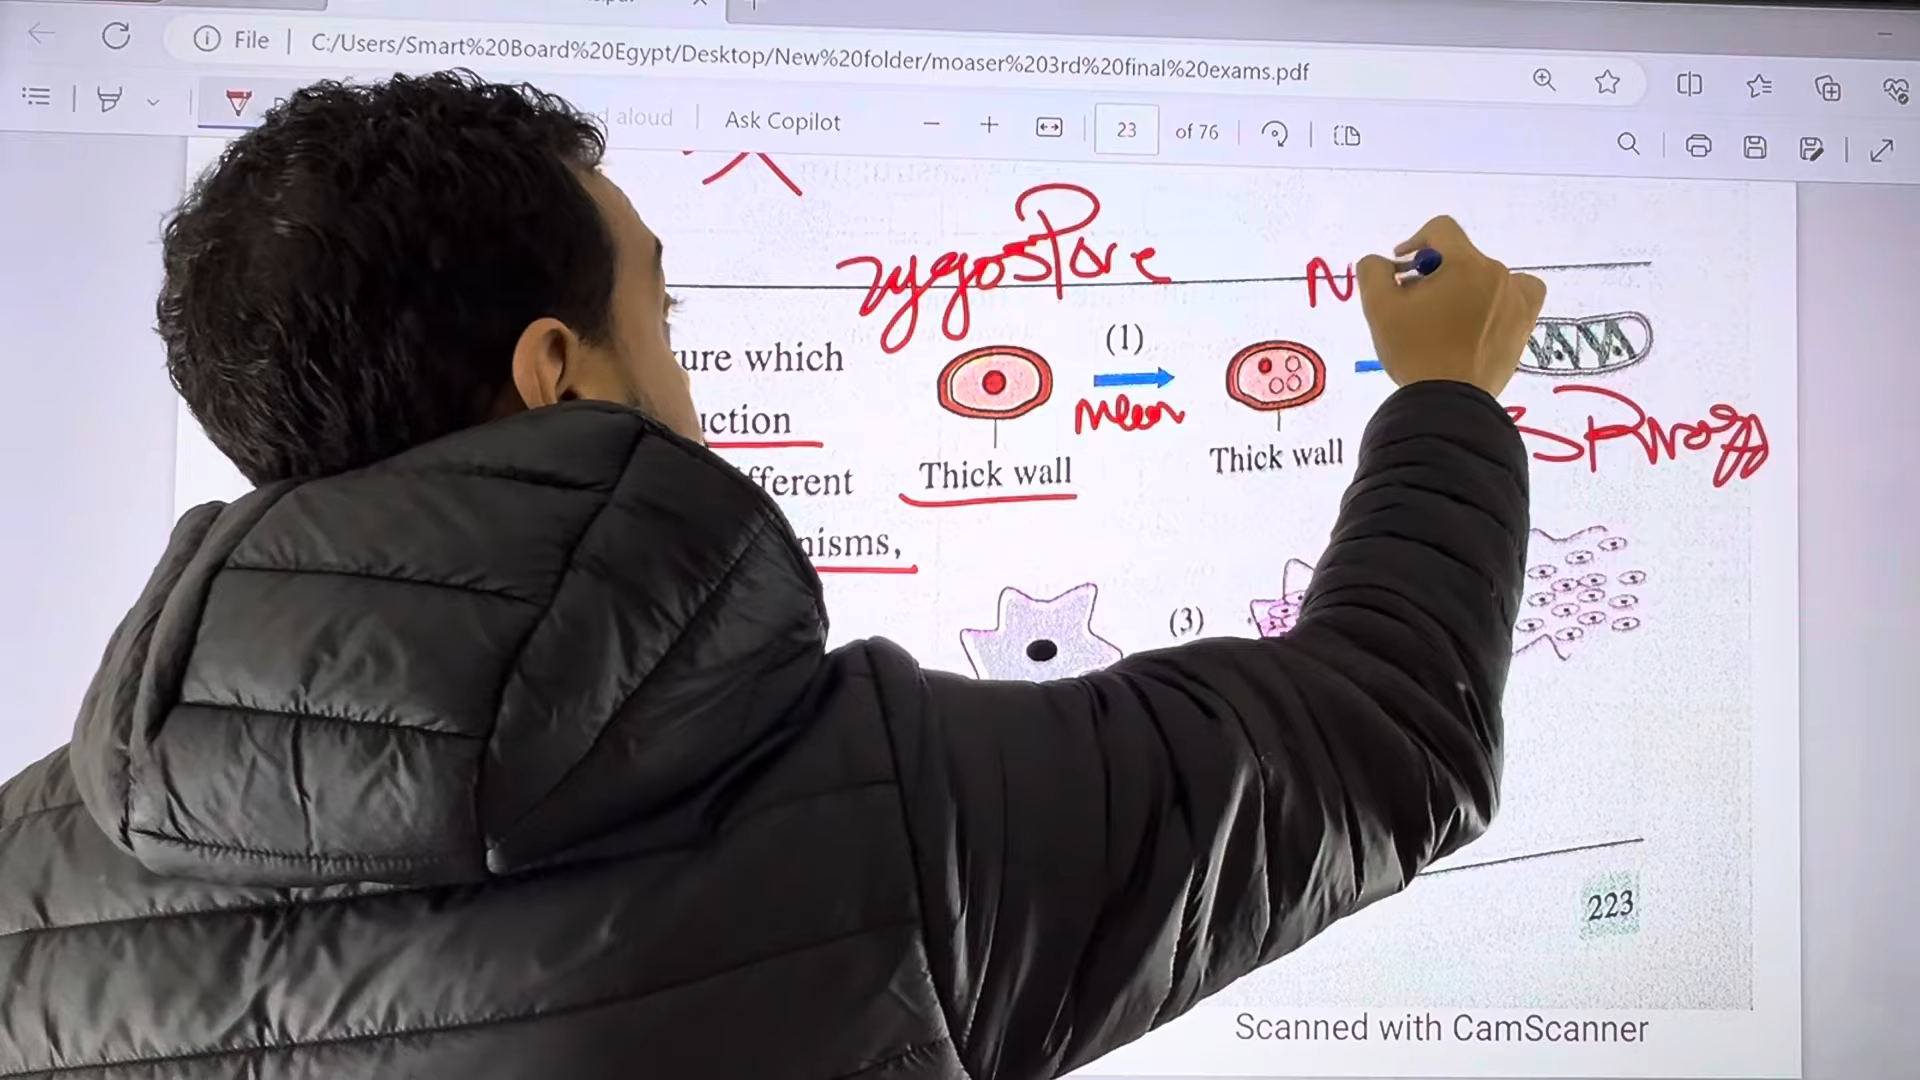 File | C:/Users/Smart%20Board%20Egypt/Desktop/New%20folder/moaser%203rd%20final%20exams.pdf
aloud | Ask Copilot 23 of 76
zygospore
ure which (1)
uction
Thick wall Thick wall
fferent
nisms,
(3)
223
Scanned with CamScanner